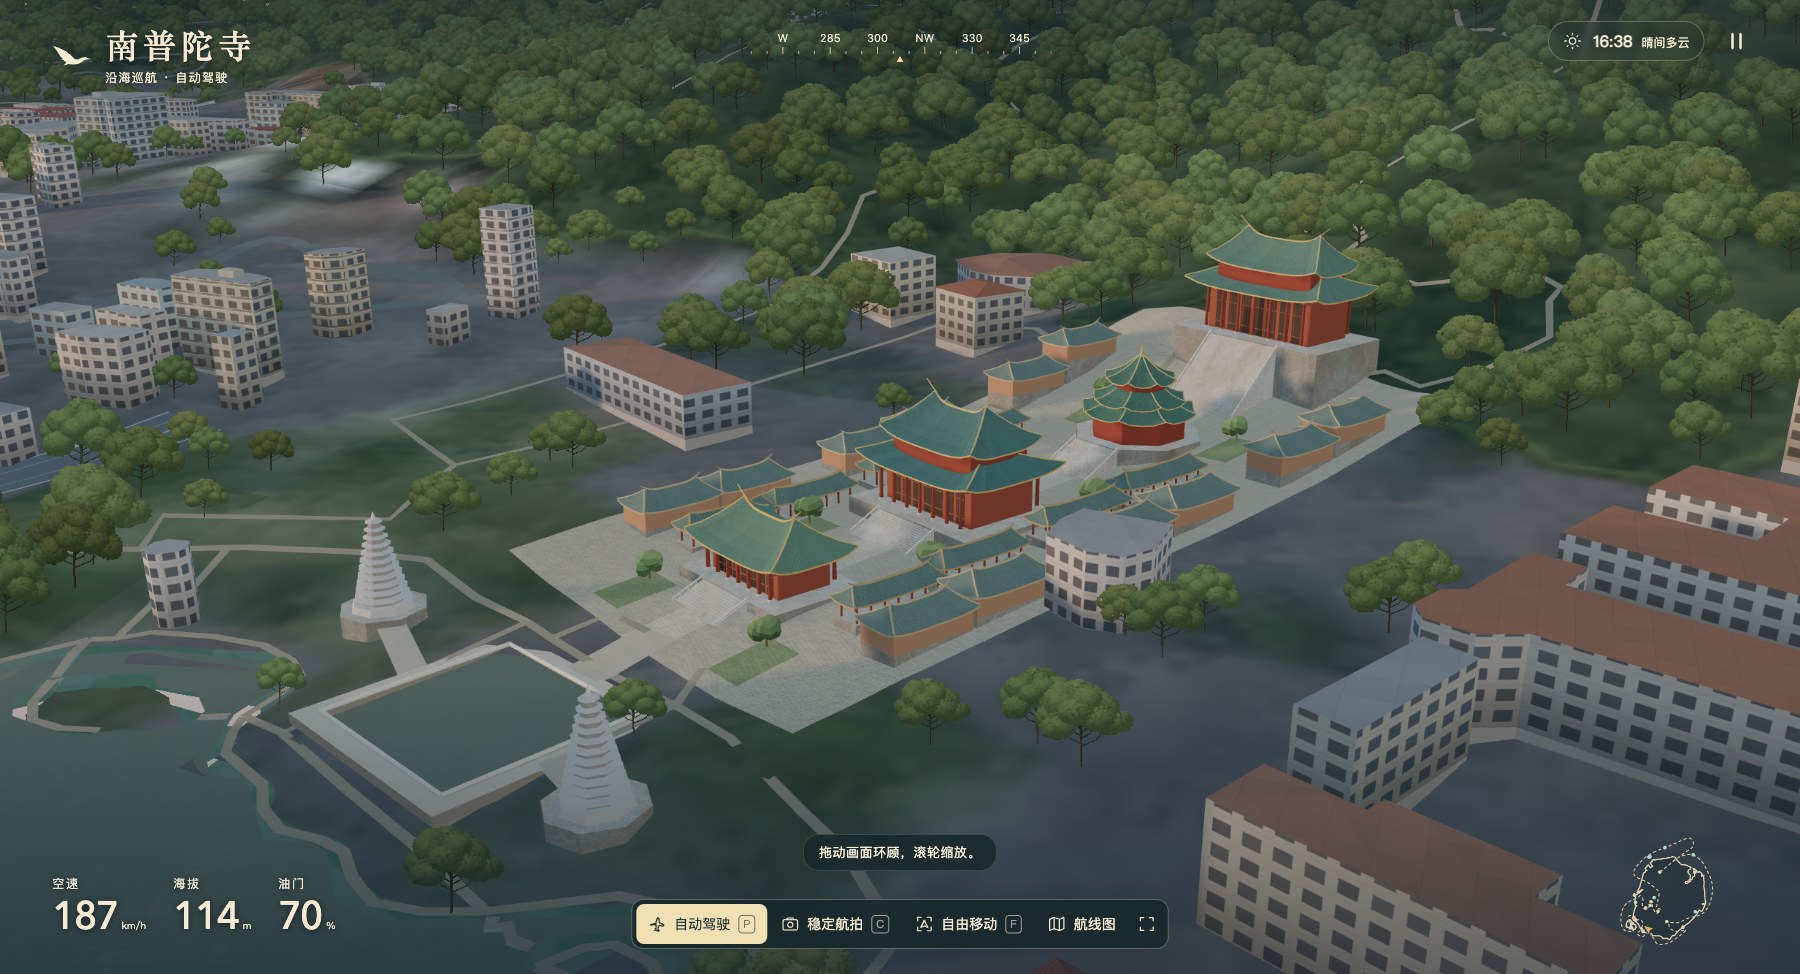 南普陀寺
沿海巡航 · 自动驾驶
W 285 300 NW 330 345
16:38 晴间多云
拖动画面环顾，滚轮缩放。
空速 海拔 油门
187 km/h 114 m 70 %
自动驾驶 P 稳定航拍 C 自由移动 F 航线图